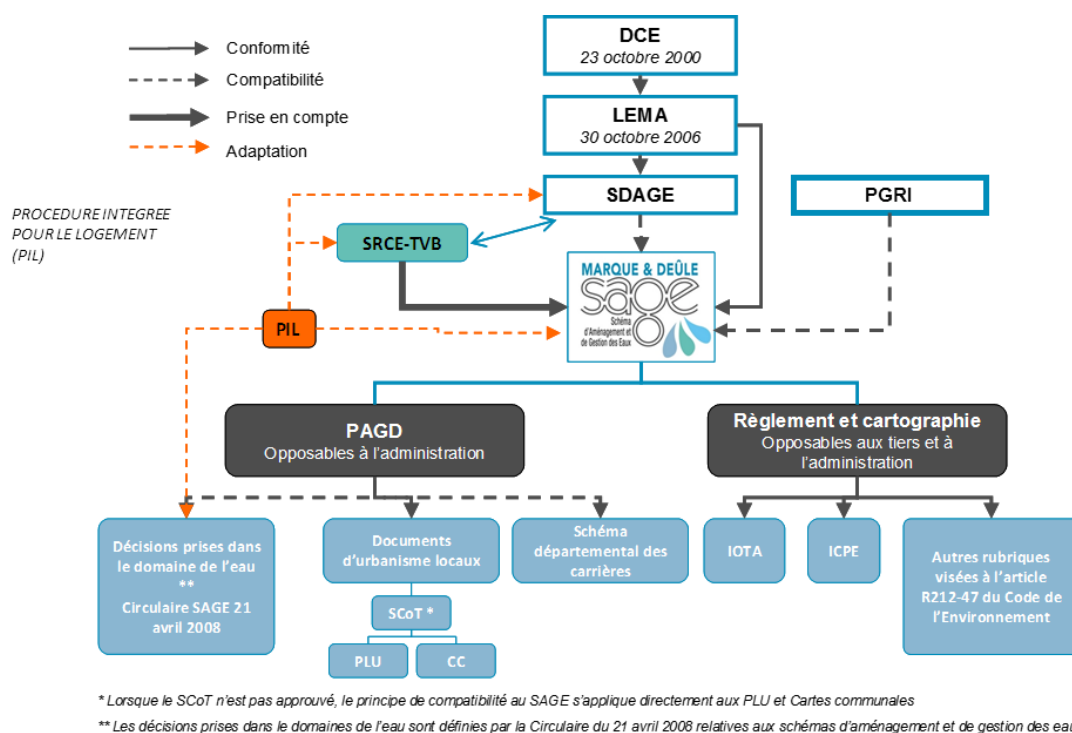 Conformité
Compatibilité
Prise en compte
Adaptation
DCE
23 octobre 2000
LEMA
30 octobre 2006
SDAGE
PGRI
PROCEDURE INTEGREE
POUR LE LOGEMENT
(PIL)
SRCE-TVB
MARQUE & DEÛLE
sage
Schéma
d'Aménagement et
de Gestion des Eaux
PIL
PAGD
Opposables à l'administration
Règlement et cartographie
Opposables aux tiers et à
l'administration
Décisions prises dans
le domaine de l'eau
**
Circulaire SAGE 21
avril 2008
Documents
d'urbanisme locaux
SCoT *
PLU
CC
Schéma
départemental des
carrières
IOTA
ICPE
Autres rubriques
visées à l'article
R212-47 du Code de
l'Environnement
* Lorsque le SCoT n'est pas approuvé, le principe de compatibilité au SAGE s'applique directement aux PLU et Cartes communales
** Les décisions prises dans le domaines de l'eau sont définies par la Circulaire du 21 avril 2008 relatives aux schémas d'aménagement et de gestion des eau